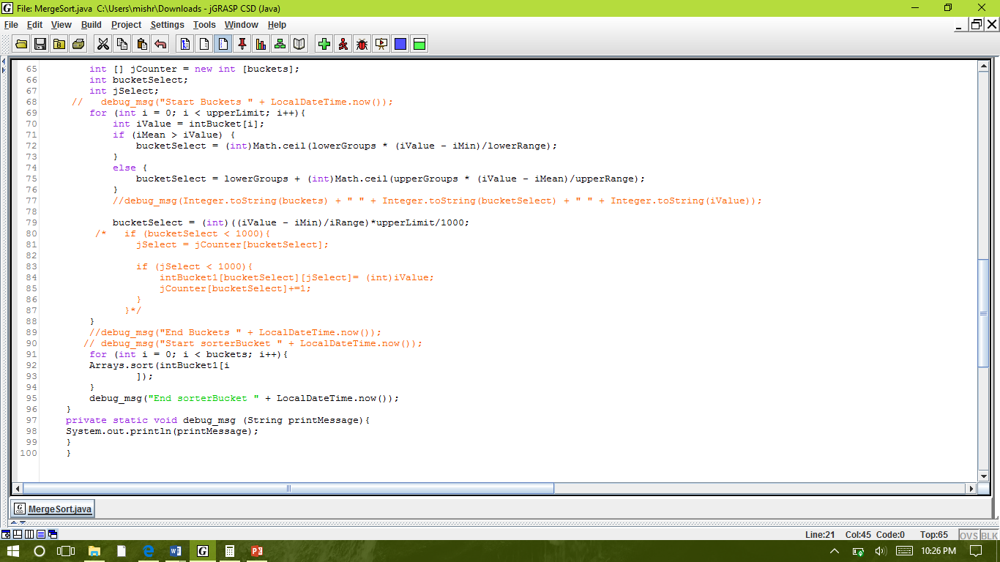 File: MergeSort.java  C:\Users\mishr\Downloads - jGRASP CSD (Java)
File Edit View Build Project Settings Tools Window Help
65 int [] jCounter = new int [buckets];
66 int bucketSelect;
67 int jSelect;
68 //   debug_msg("Start Buckets " + LocalDateTime.now());
69 for (int i = 0; i < upperLimit; i++){
70 int iValue = intBucket[i];
71 if (iMean > iValue) {
72 bucketSelect = (int)Math.ceil(lowerGroups * (iValue - iMin)/lowerRange);
73 }
74 else {
75 bucketSelect = lowerGroups + (int)Math.ceil(upperGroups * (iValue - iMean)/upperRange);
76 }
77 //debug_msg(Integer.toString(buckets) + " " + Integer.toString(bucketSelect) + " " + Integer.toString(iValue));
78
79 bucketSelect = (int)((iValue - iMin)/iRange)*upperLimit/1000;
80 /*   if (bucketSelect < 1000){
81 jSelect = jCounter[bucketSelect];
82
83 if (jSelect < 1000){
84 intBucket1[bucketSelect][jSelect]= (int)iValue;
85 jCounter[bucketSelect]+=1;
86 }
87 }*/
88 }
89 //debug_msg("End Buckets " + LocalDateTime.now());
90 // debug_msg("Start sorterBucket " + LocalDateTime.now());
91 for (int i = 0; i < buckets; i++){
92 Arrays.sort(intBucket1[i
93 ]);
94 }
95 debug_msg("End sorterBucket " + LocalDateTime.now());
96 }
97 private static void debug_msg (String printMessage){
98 System.out.println(printMessage);
99 }
100 }
MergeSort.java
Line:21 Col:45 Code:0 Top:65 OVS BLK
10:26 PM